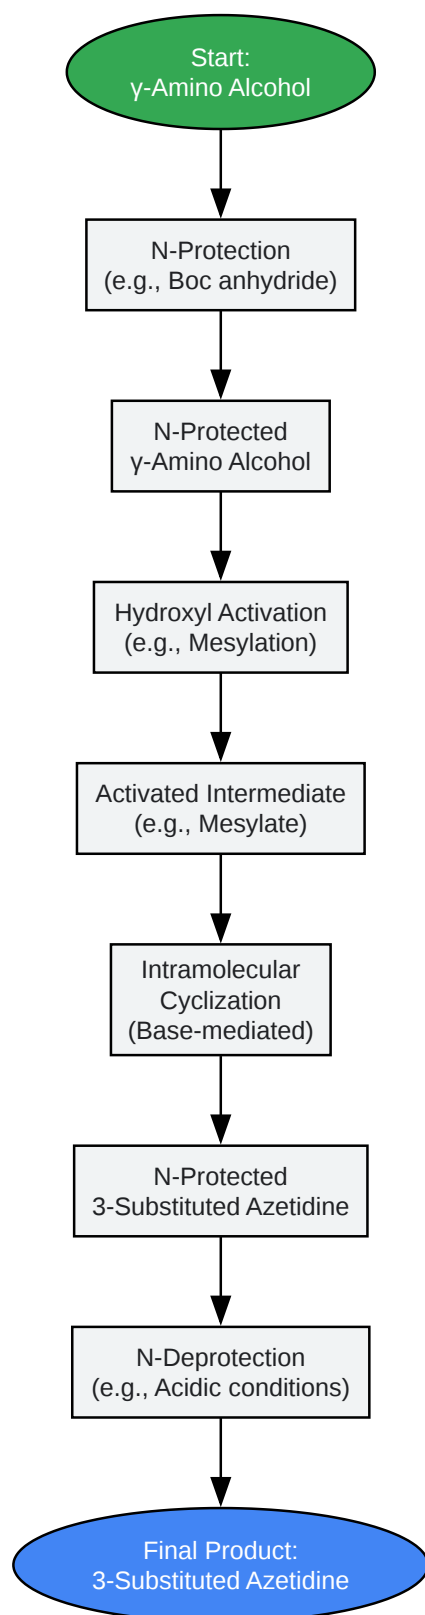 Start:
γ-Amino Alcohol
N-Protection
(e.g., Boc anhydride)
N-Protected
γ-Amino Alcohol
Hydroxyl Activation
(e.g., Mesylation)
Activated Intermediate
(e.g., Mesylate)
Intramolecular
Cyclization
(Base-mediated)
N-Protected
3-Substituted Azetidine
N-Deprotection
(e.g., Acidic conditions)
Final Product:
3-Substituted Azetidine